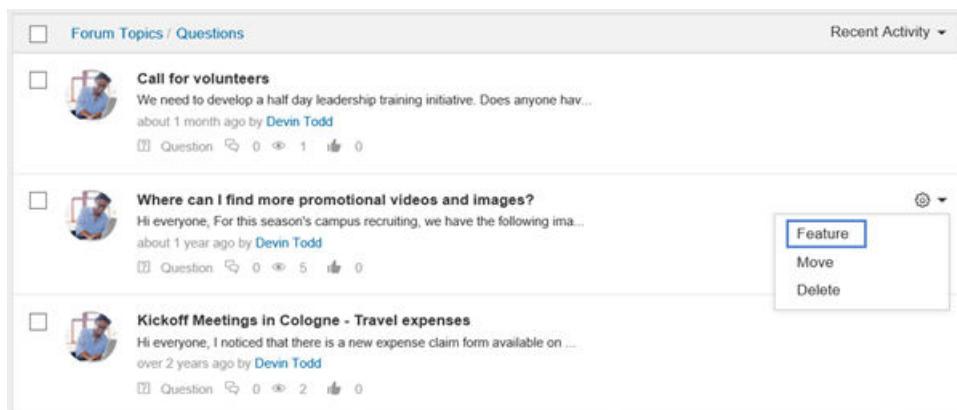 Forum Topics / Questions
Recent Activity
Call for volunteers
We need to develop a half day leadership training initiative. Does anyone hav...
about 1 month ago by Devin Todd
Question 0 1 0
Where can I find more promotional videos and images?
Hi everyone, For this season's campus recruiting, we have the following ima...
about 1 year ago by Devin Todd
Question 0 5 0
Feature
Move
Delete
Kickoff Meetings in Cologne - Travel expenses
Hi everyone, I noticed that there is a new expense claim form available on ...
over 2 years ago by Devin Todd
Question 0 2 0